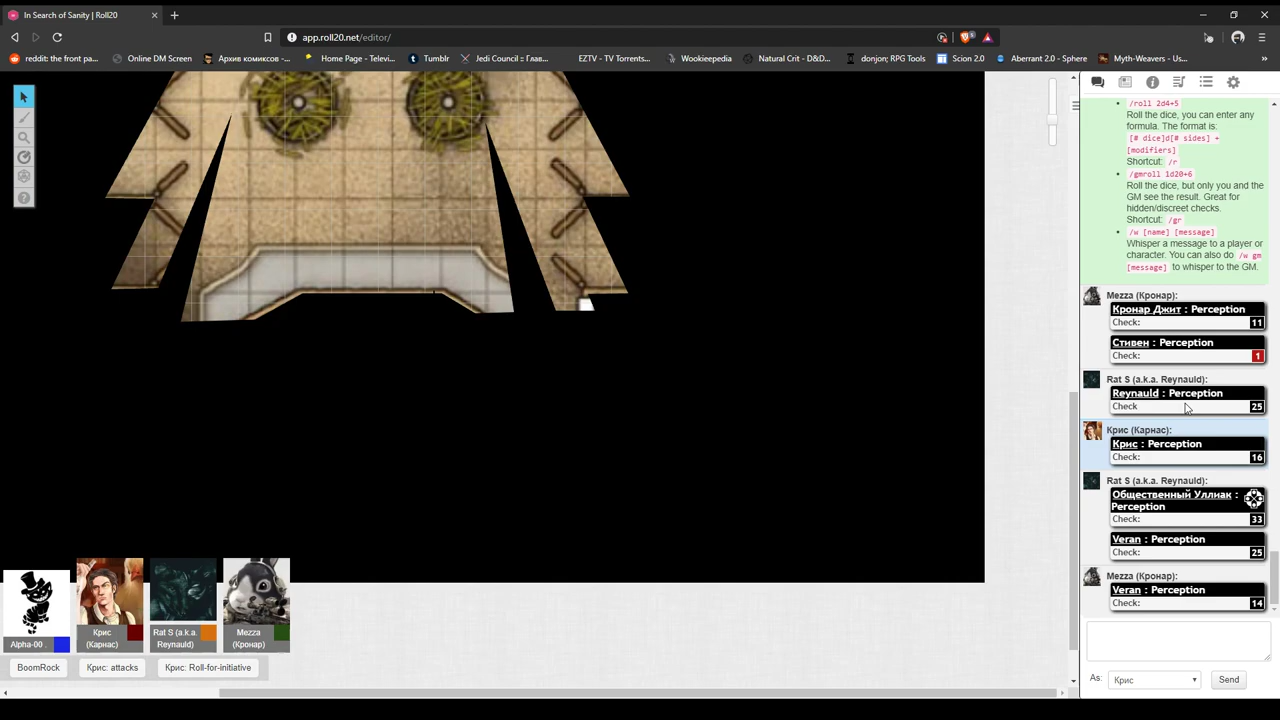 In Search of Sanity | Roll20
app.roll20.net/editor/
6
reddit: the front pa...
Online DM Screen
Архив комиксов ...
Home Page - Televi...
Tumblr
Jedi Council :: Глав...
EZTV - TV Torrents...
Wookieepedia
Natural Crit - D&D...
donjon; RPG Tools
Scion 2.0
Aberrant 2.0 - Sphere
Myth-Weavers - Us...
/roll 2d4+5
Roll the dice, you can enter any
formula. The format is:
[# dice]d[# sides] +
[modifiers]
Shortcut: /r
/gmroll 1d20+6
Roll the dice, but only you and the
GM see the result. Great for
hidden/discreet checks.
Shortcut: /gr
/w [name] [message]
Whisper a message to a player or
character. You can also do /w gm
[message] to whisper to the GM.
Mezza (Кронар):
Кронар Джит : Perception
Check: 11
Стивен : Perception
Check: 1
Rat S (a.k.a. Reynauld):
Reynauld : Perception
Check 25
Крис (Карнас):
Крис : Perception
Check: 16
Rat S (a.k.a. Reynauld):
Общественный Уллиак :
Perception
Check: 33
Veran : Perception
Check: 25
Mezza (Кронар):
Veran : Perception
Check: 14
Alpha-00 .
Крис
(Карнас)
Rat S (a.k.a.
Reynauld)
Mezza
(Кронар)
BoomRock
Крис: attacks
Крис: Roll-for-initiative
As:
Крис
Send